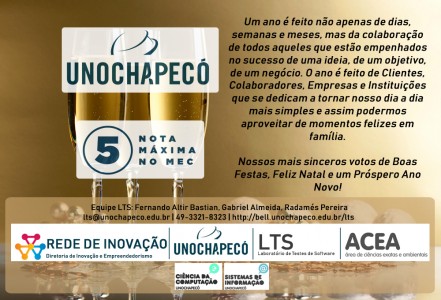 Um ano é feito não apenas de dias,
semanas e meses, mas da colaboração
de todos aqueles que estão empenhados
no sucesso de uma ideia, de um objetivo,
de um negócio. O ano é feito de Clientes,
Colaboradores, Empresas e Instituições
que se dedicam a tornar nosso dia a dia
mais simples e assim podermos
aproveitar de momentos felizes em
família.
Nossos mais sinceros votos de Boas
Festas, Feliz Natal e um Próspero Ano
Novo!
UNOCHAPECÓ
5 NOTA
MÁXIMA
NO MEC
Equipe LTS: Fernando Altir Bastian. Gabriel Almeida, Radamés Pereira
lts@unochapeco.edu.br | 49-3321-8323 | http://bell.unochapeco.edu.br/lts
REDE DE INOVAÇÃO
Diretoria de Inovação e Empreendedorismo
UNOCHAPECÓ
LTS
Laboratório de Testes de Software
ACEA
área de ciências exatas e ambientais
CIÊNCIA DA
COMPUTAÇÃO
UNOCHAPECÓ
SISTEMAS DE
INFORMAÇÃO
UNOCHAPECÓ